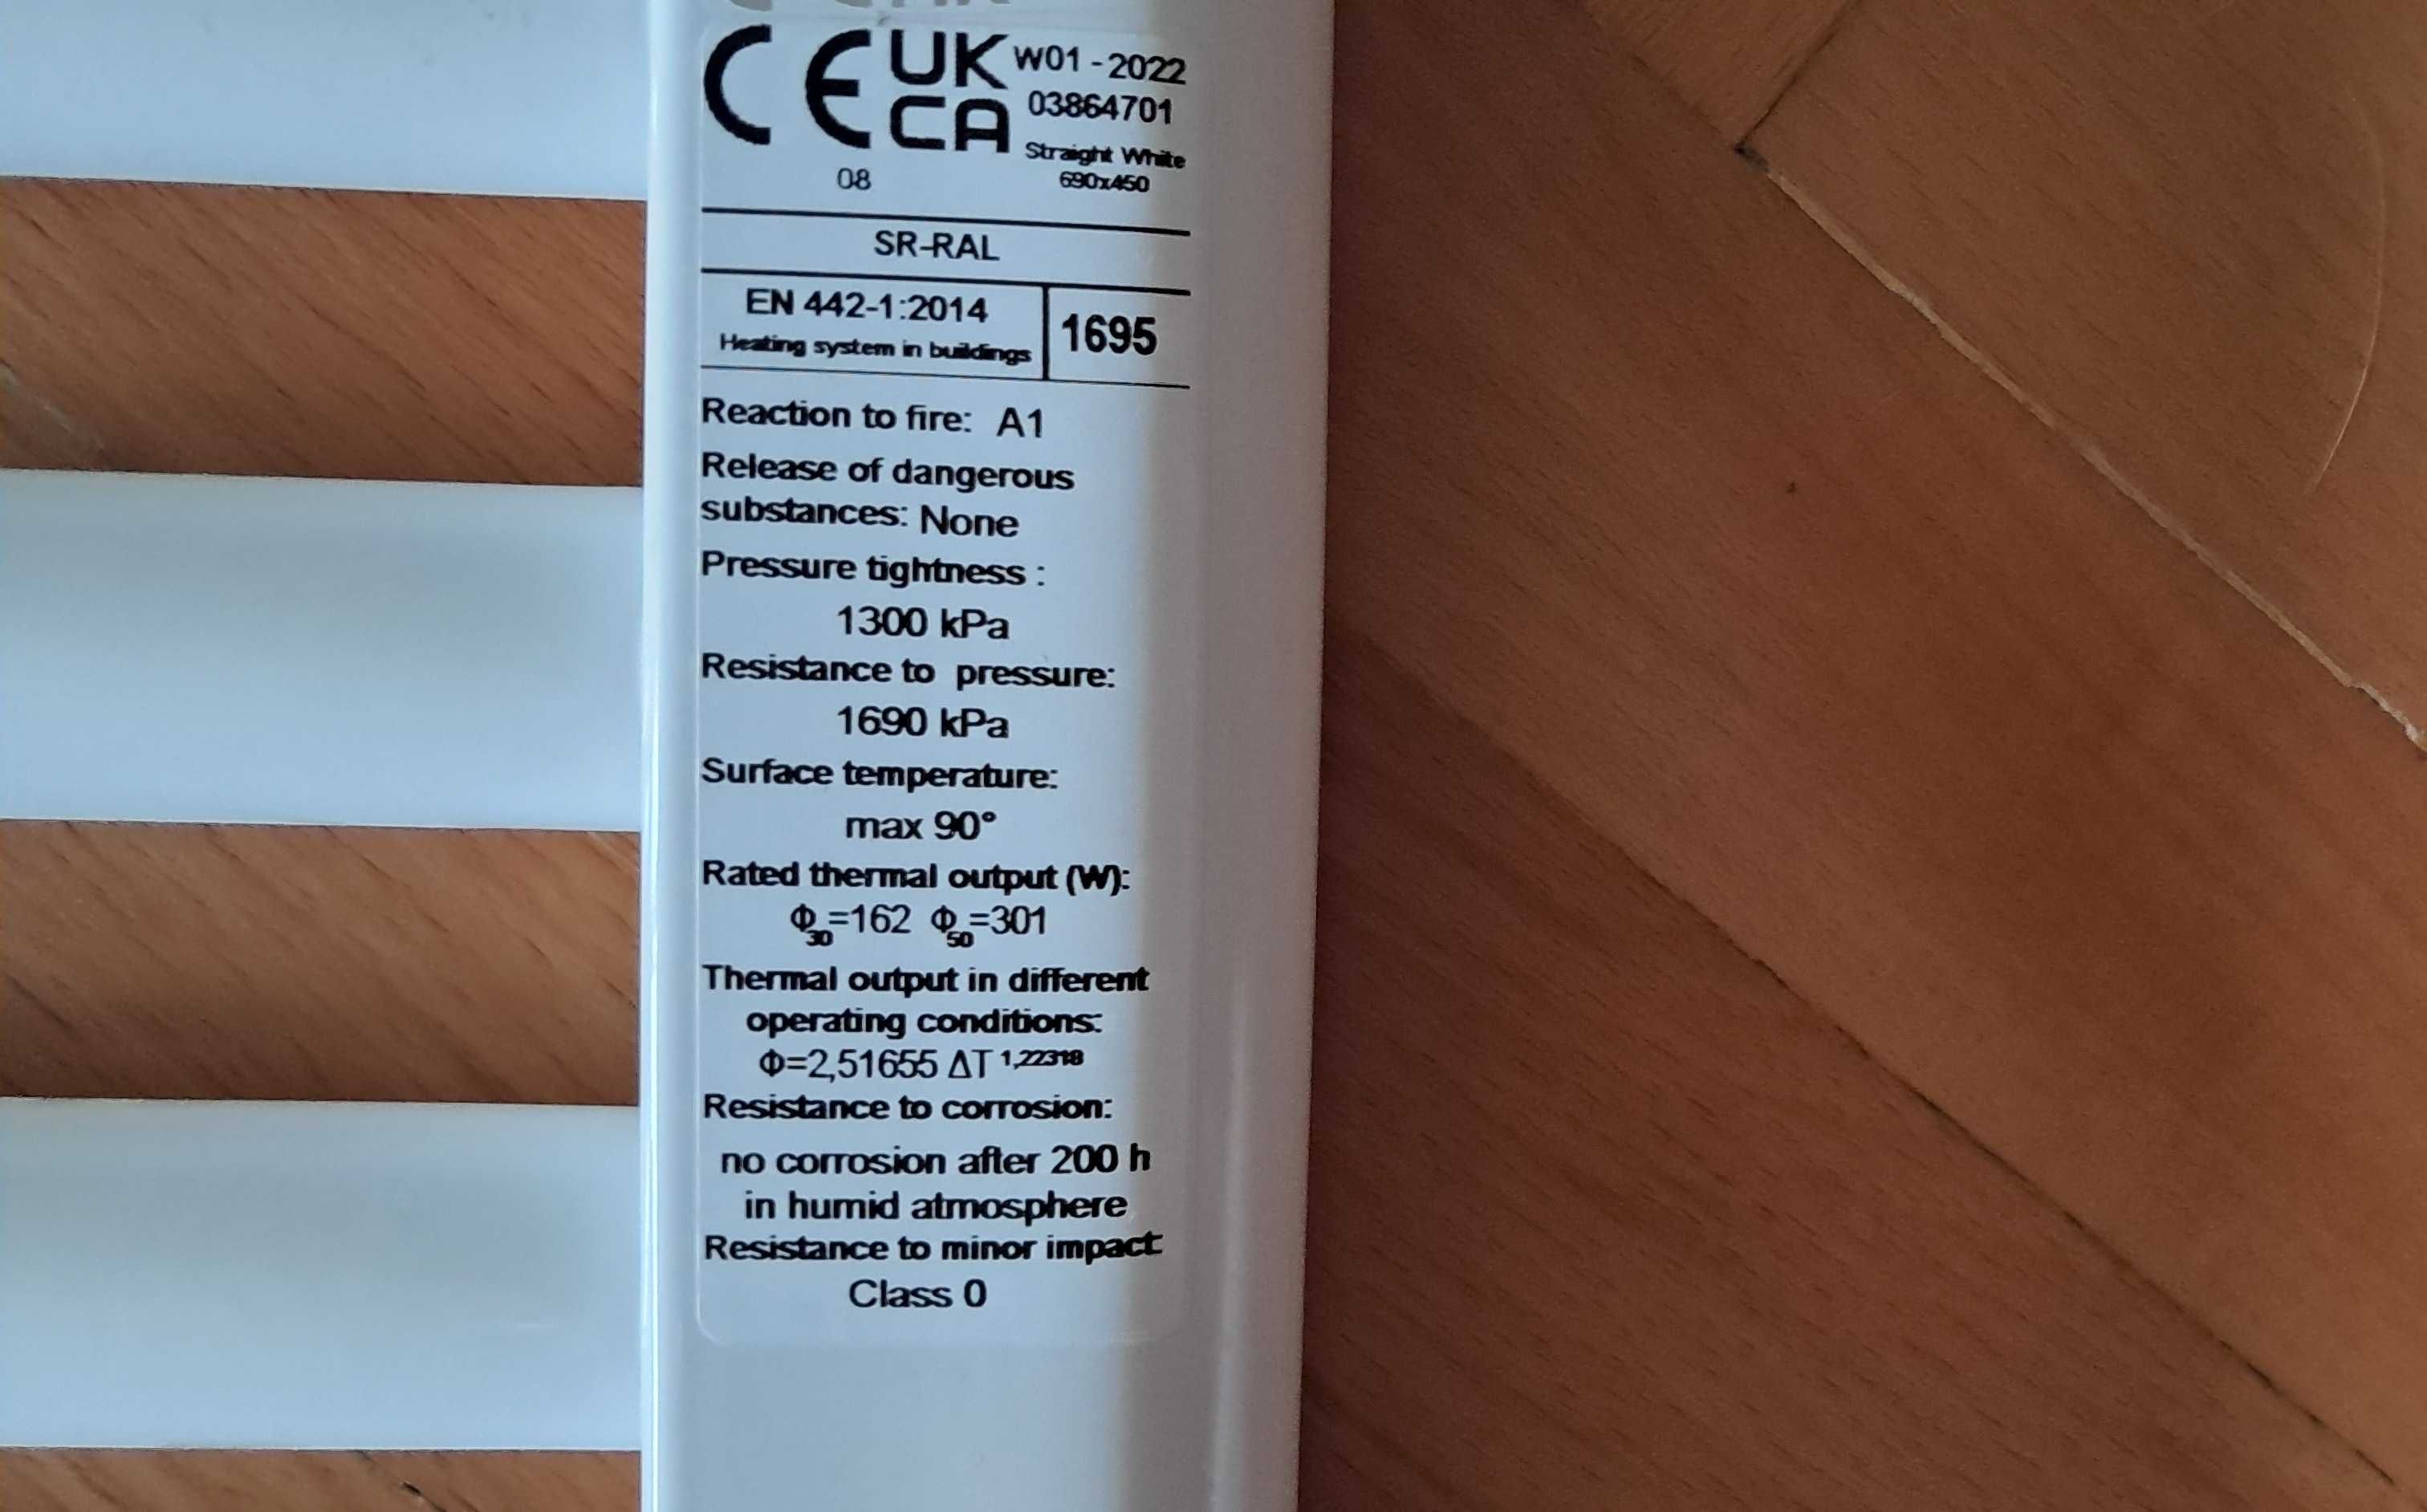 CE UK W01 - 2022
CA 03864701
Straight White
08 690x450
SR-RAL
EN 442-1:2014
Heating system in buildings
1695
Reaction to fire: A1
Release of dangerous
substances: None
Pressure tightness :
1300 kPa
Resistance to pressure:
1690 kPa
Surface temperature:
max 90°
Rated thermal output (W):
Φ30=162 Φ50=301
Thermal output in different
operating conditions:
Φ=2,51655 ΔT 1,22318
Resistance to corrosion:
no corrosion after 200 h
in humid atmosphere
Resistance to minor impact:
Class 0